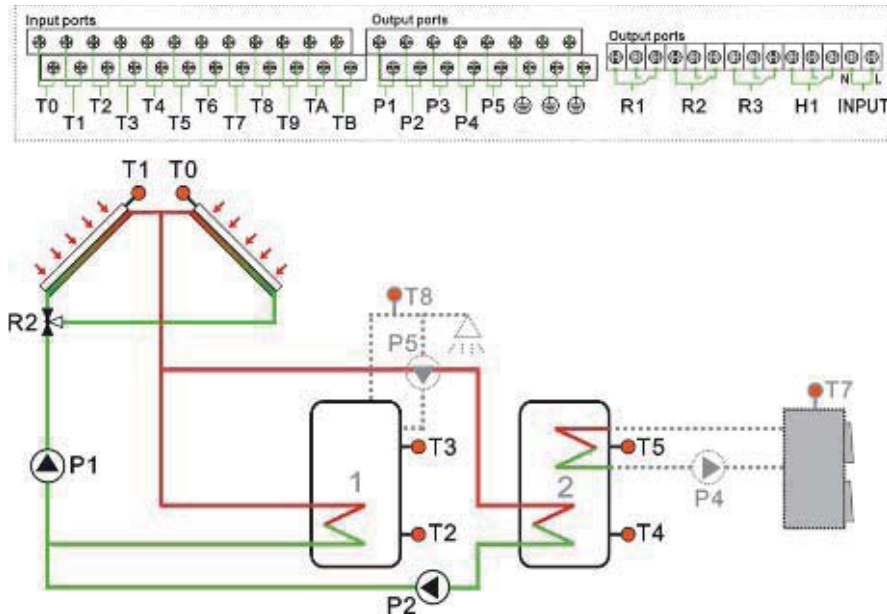 Input ports
Output ports
Output ports
N L
T0 T2 T4 T6 T8 TA
T1 T3 T5 T7 T9 TB
P1 P3 P5
P2 P4
R1 R2 R3 H1 INPUT
T1 T0
T8
R2
P5
T7
T3
T5
P1
1
2
P4
T2
T4
P2